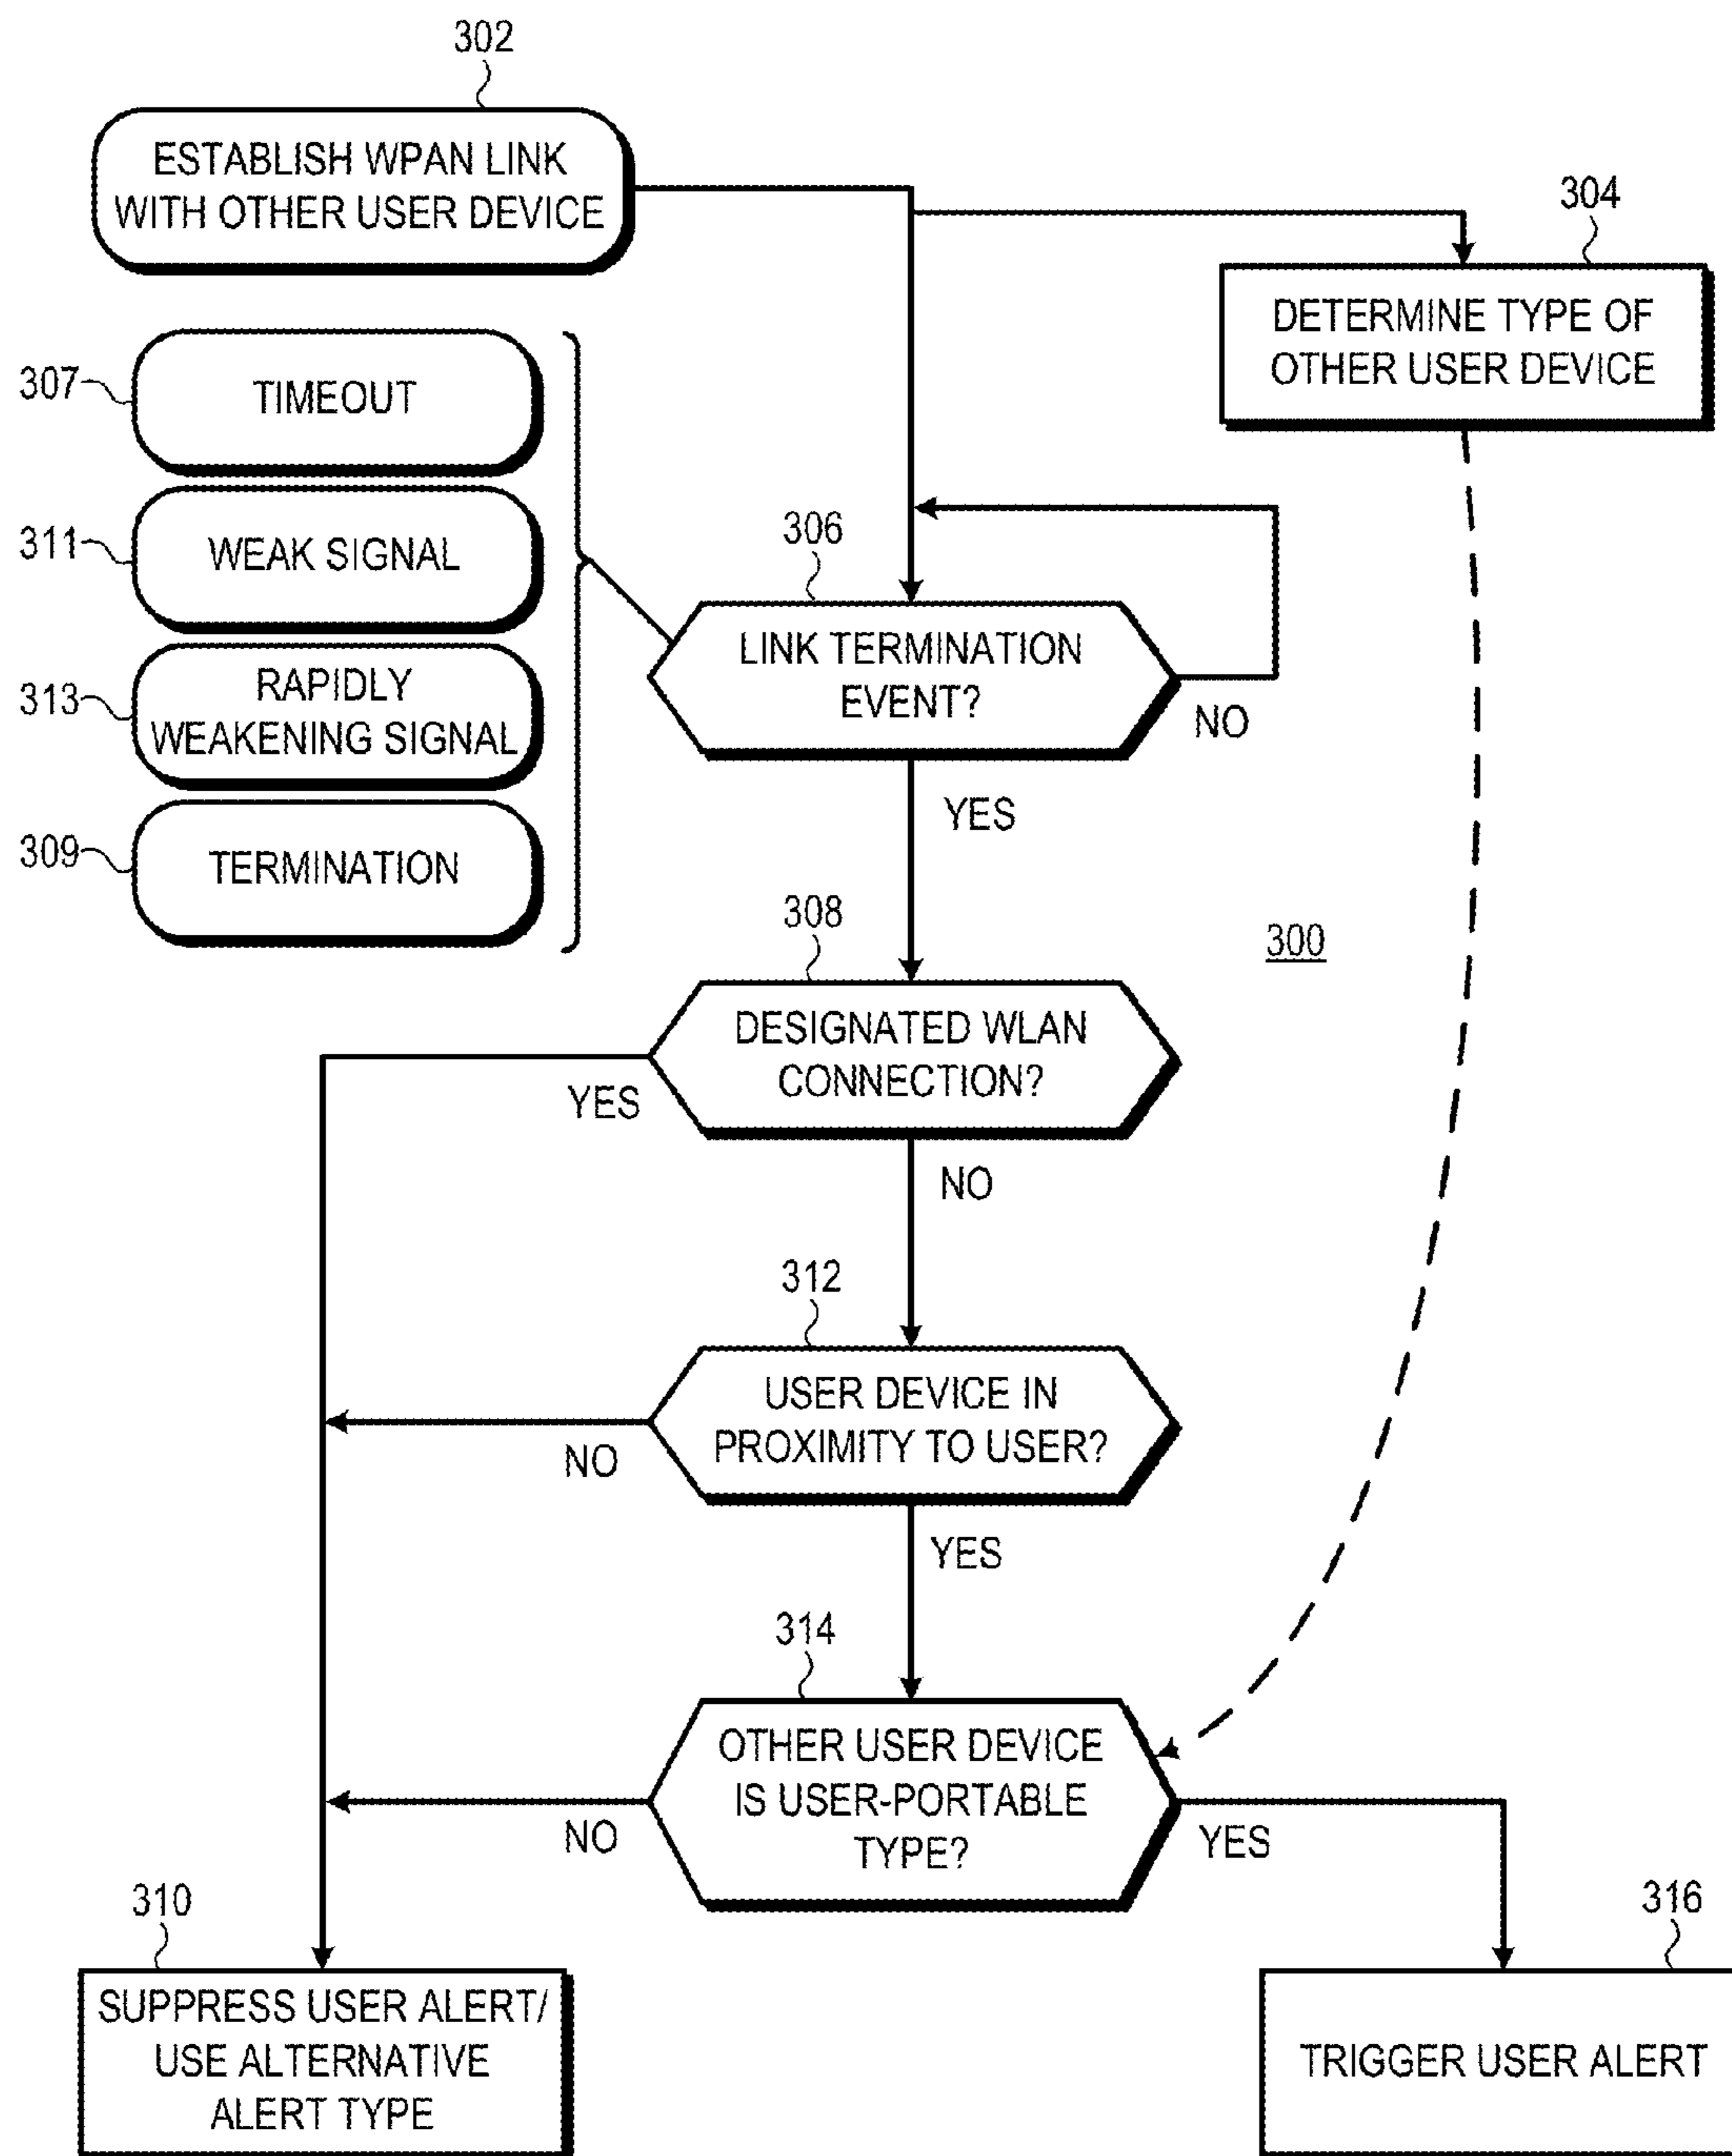 302
ESTABLISH WPAN LINK
WITH OTHER USER DEVICE
304
DETERMINE TYPE OF
OTHER USER DEVICE
307
TIMEOUT
311
WEAK SIGNAL
313
RAPIDLY
WEAKENING SIGNAL
309
TERMINATION
306
LINK TERMINATION
EVENT?
NO
YES
300
308
DESIGNATED WLAN
CONNECTION?
YES
NO
312
USER DEVICE IN
PROXIMITY TO USER?
NO
YES
314
OTHER USER DEVICE
IS USER-PORTABLE
TYPE?
NO
YES
310
SUPPRESS USER ALERT/
USE ALTERNATIVE
ALERT TYPE
316
TRIGGER USER ALERT